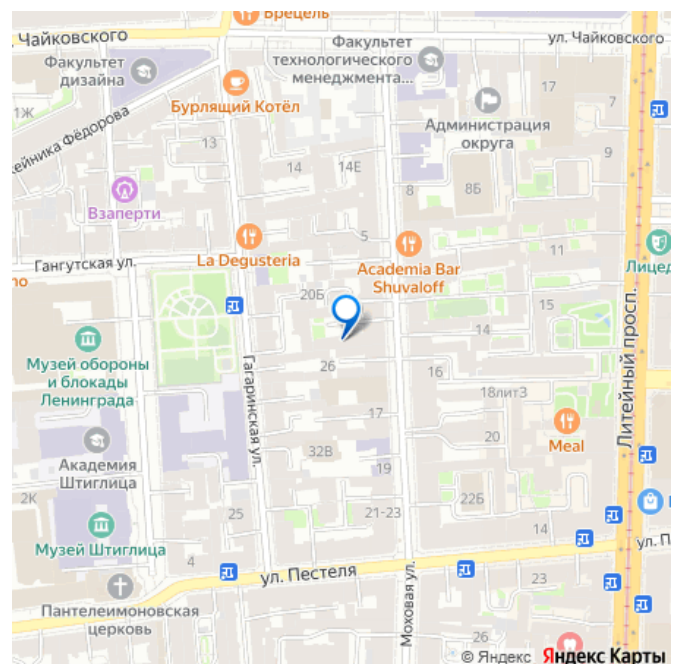 Брецель
ул. Чайковского
Факультет
технологического
менеджмента...
ул. Чайковского
Факультет
дизайна
Бурлящий Котёл
17
1Ж
Администрация
округа
13
14
14Е
9
8
8Б
Взаперти
5
11
La Degusteria
Academia Bar
Shuvaloff
Гангутская ул.
20Б
15
14
Литейный просп.
Музей обороны
и блокады
Ленинграда
26
16
18лит3
Гагаринская ул.
17
20
Meal
Академия
Штиглица
32В
19
2К
22Б
25
21-23
14
Музей Штиглица
ул. Пестеля
23
Моховая ул.
Пантелеимоновская
церковь
26
© Яндекс Яндекс Карты